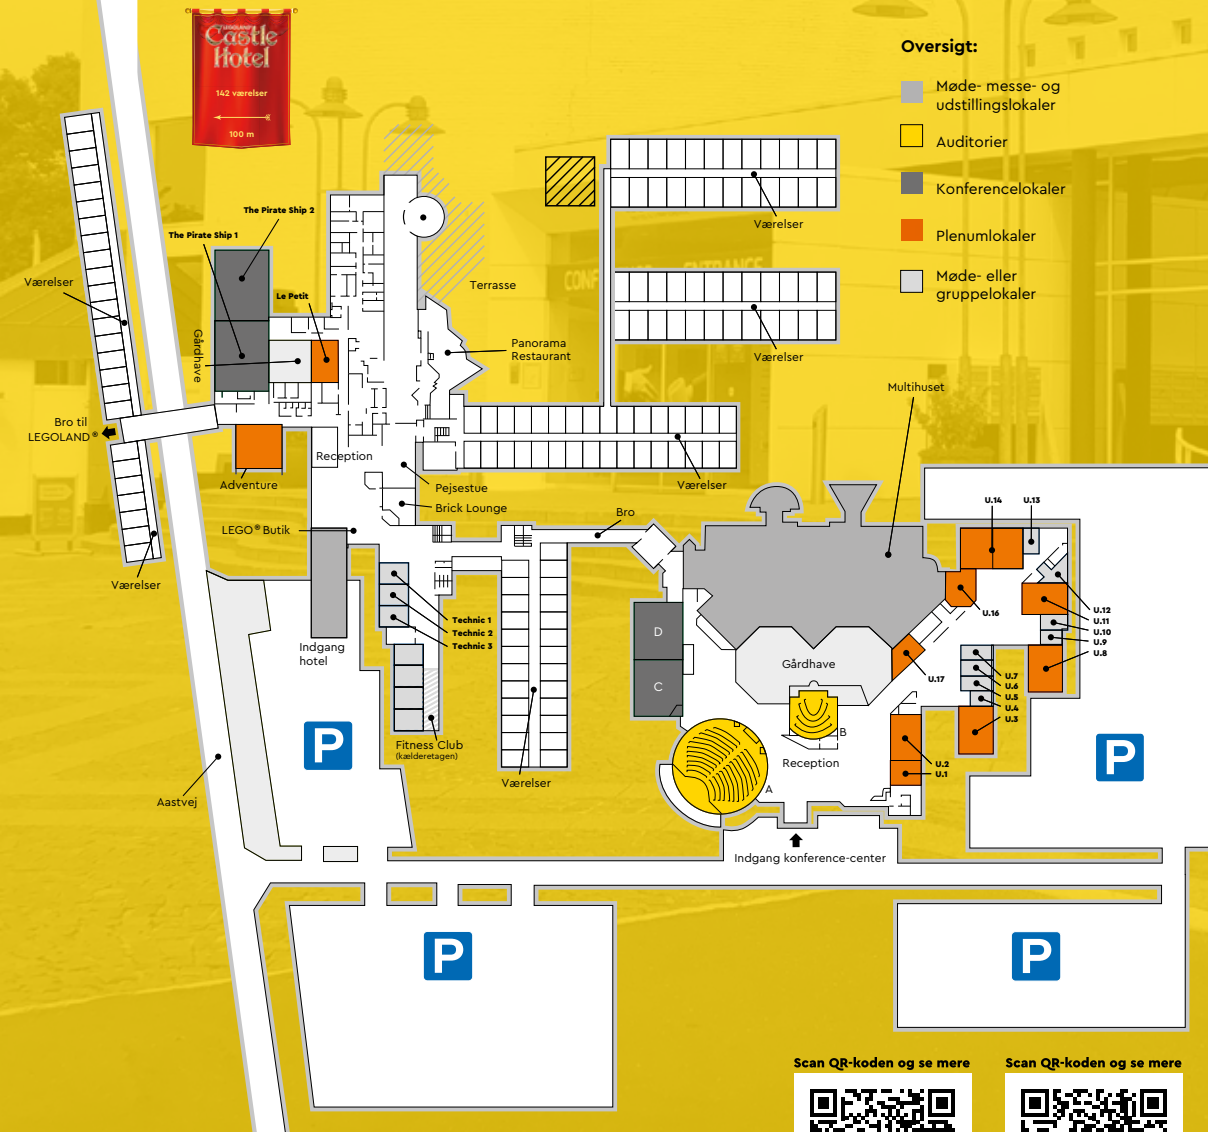 LEGOLAND
Castle
Hotel
142 værelser
100 m
Oversigt:
Møde- messe- og
udstillingslokaler
Auditorier
Konferencelokaler
Plenumlokaler
Møde- eller
gruppelokaler
The Pirate Ship 2
The Pirate Ship 1
Værelser
Le Petit
Gårdhave
Terrasse
Panorama
Restaurant
Værelser
Værelser
Multihuset
Bro til
LEGOLAND®
Reception
Adventure
Pejsestue
Brick Lounge
Værelser
LEGO® Butik
Bro
Værelser
CONF
ENTRANCE
U.14
U.13
U.16
U.12
U.11
U.10
U.9
U.8
Technic 1
Technic 2
Technic 3
Indgang
hotel
D
C
Gårdhave
U.17
U.7
U.6
U.5
U.4
U.3
P
Fitness Club
(kælderetagen)
B
Reception
U.2
U.1
P
Værelser
A
Aastvej
Indgang konference-center
P
P
Scan QR-koden og se mere
Scan QR-koden og se mere